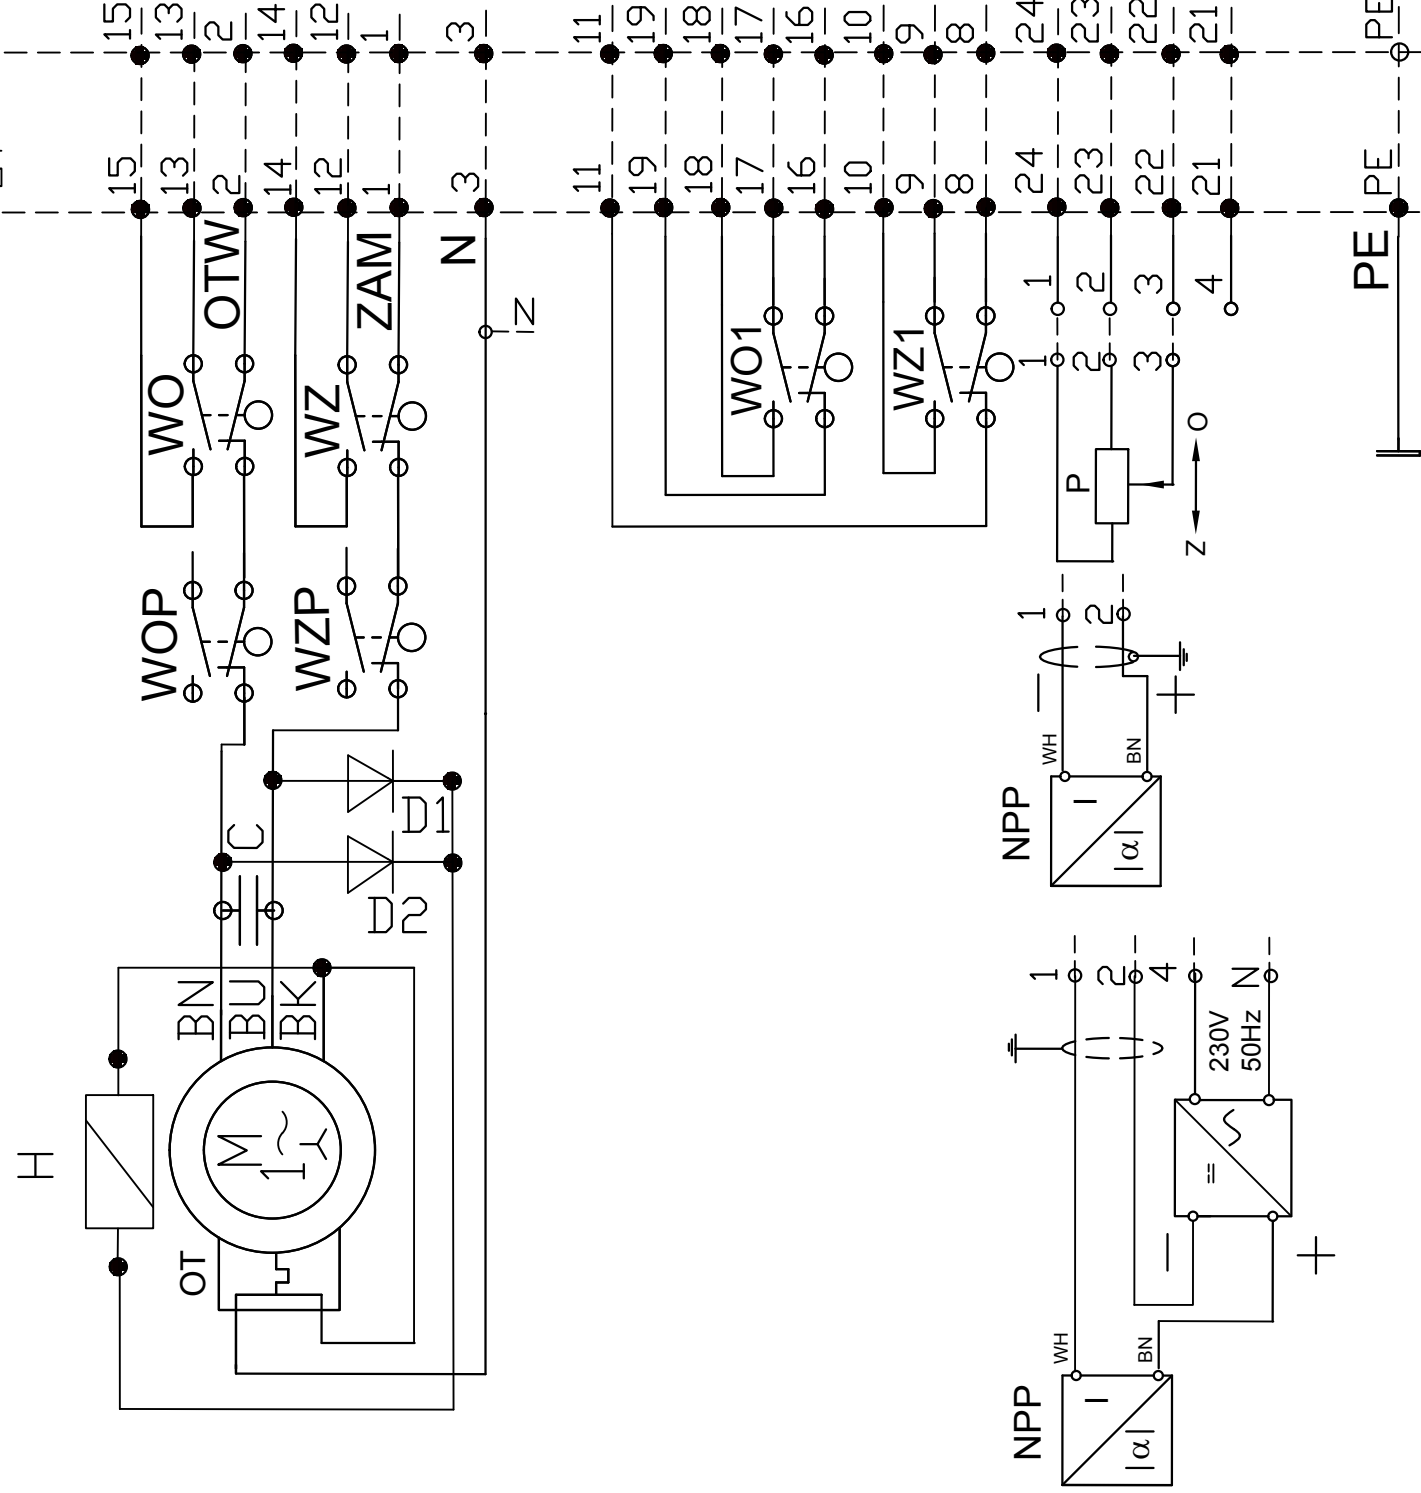 15 13 2 14 12 1 3 11 19 18 17 16 10 9 8 24 23 22 21 PE
15 13 2 14 12 1 3 11 19 18 17 16 10 9 8 24 23 22 21 PE
OTW ZAM N PE
1 2 3 4
N
WO WZ WO1 WZ1
1 2 3
P
O
Z
WOP WZP
1 2
− +
WH BN
NPP
I
|α|
C
D1
D2
BN BU BK
1 2 4 N
230V
50Hz
H
M
1~
OT
=
− +
WH BN
NPP
I
|α|